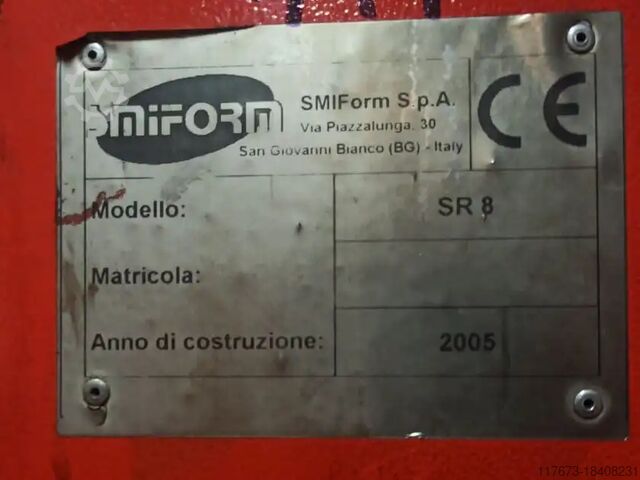 SMIFORM
SMIForm S.p.A.
Via Piazzalunga, 30
San Giovanni Bianco (BG) - Italy
CE
Modello: SR 8
Matricola:
Anno di costruzione: 2005
117673-18408231